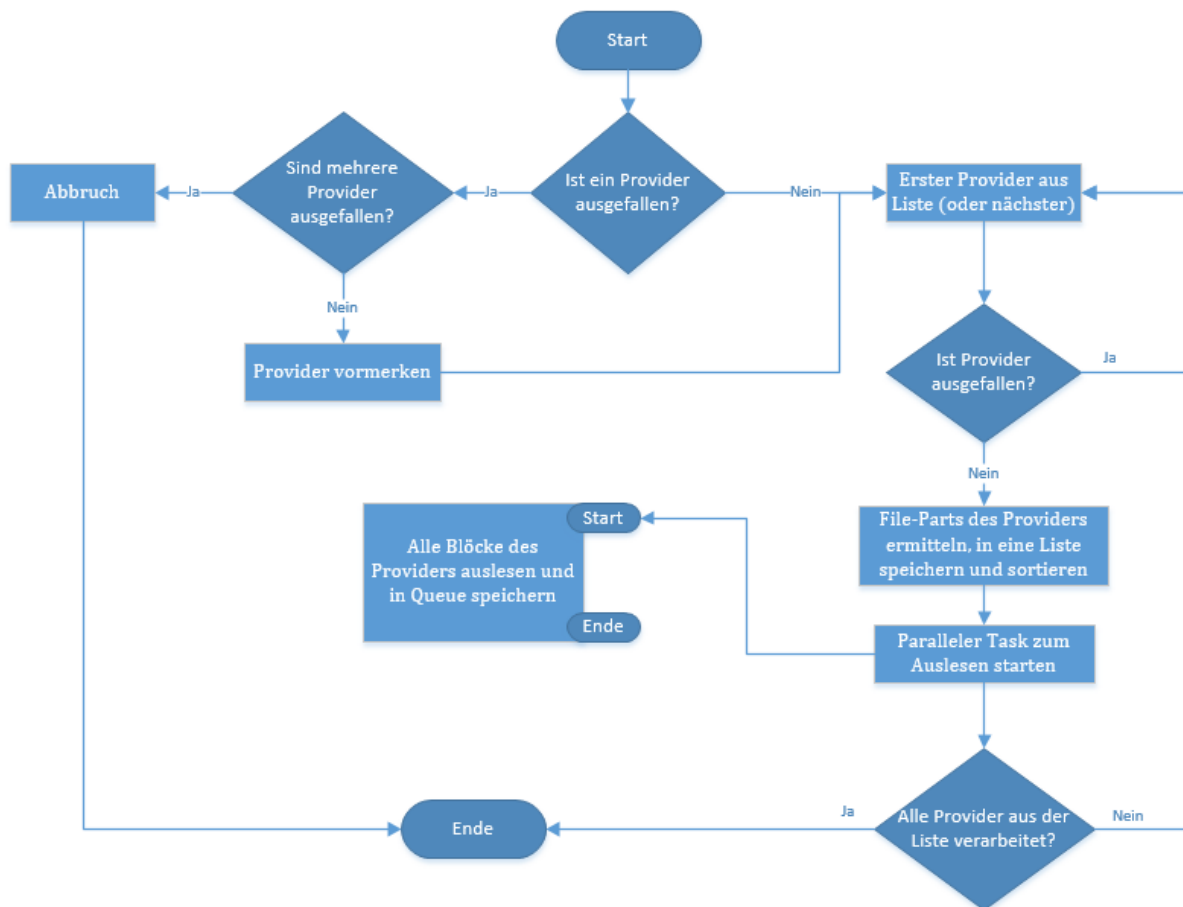 Start
Sind mehrere
Provider
ausgefallen?
Ist ein Provider
ausgefallen?
Abbruch
Ja
Ja
Nein
Erster Provider aus
Liste (oder nächster)
Nein
Provider vormerken
Ist Provider
ausgefallen?
Ja
Nein
Start
Alle Blöcke des
Providers auslesen und
in Queue speichern
Ende
File-Parts des Providers
ermitteln, in eine Liste
speichern und sortieren
Paralleler Task zum
Auslesen starten
Ende
Ja
Alle Provider aus der
Liste verarbeitet?
Nein